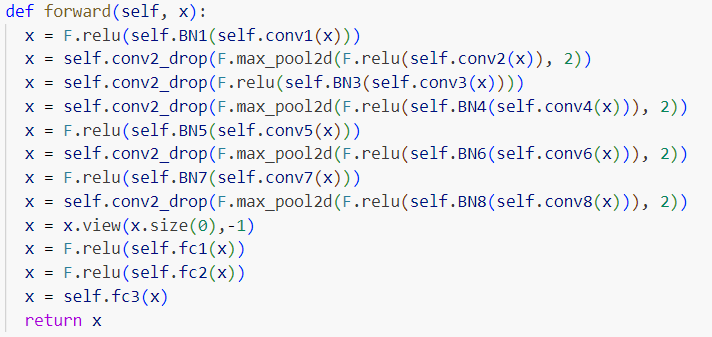 def forward(self, x):
  x = F.relu(self.BN1(self.conv1(x)))
  x = self.conv2_drop(F.max_pool2d(F.relu(self.conv2(x)), 2))
  x = self.conv2_drop(F.relu(self.BN3(self.conv3(x))))
  x = self.conv2_drop(F.max_pool2d(F.relu(self.BN4(self.conv4(x))), 2))
  x = F.relu(self.BN5(self.conv5(x)))
  x = self.conv2_drop(F.max_pool2d(F.relu(self.BN6(self.conv6(x))), 2))
  x = F.relu(self.BN7(self.conv7(x)))
  x = self.conv2_drop(F.max_pool2d(F.relu(self.BN8(self.conv8(x))), 2))
  x = x.view(x.size(0),-1)
  x = F.relu(self.fc1(x))
  x = F.relu(self.fc2(x))
  x = self.fc3(x)
  return x